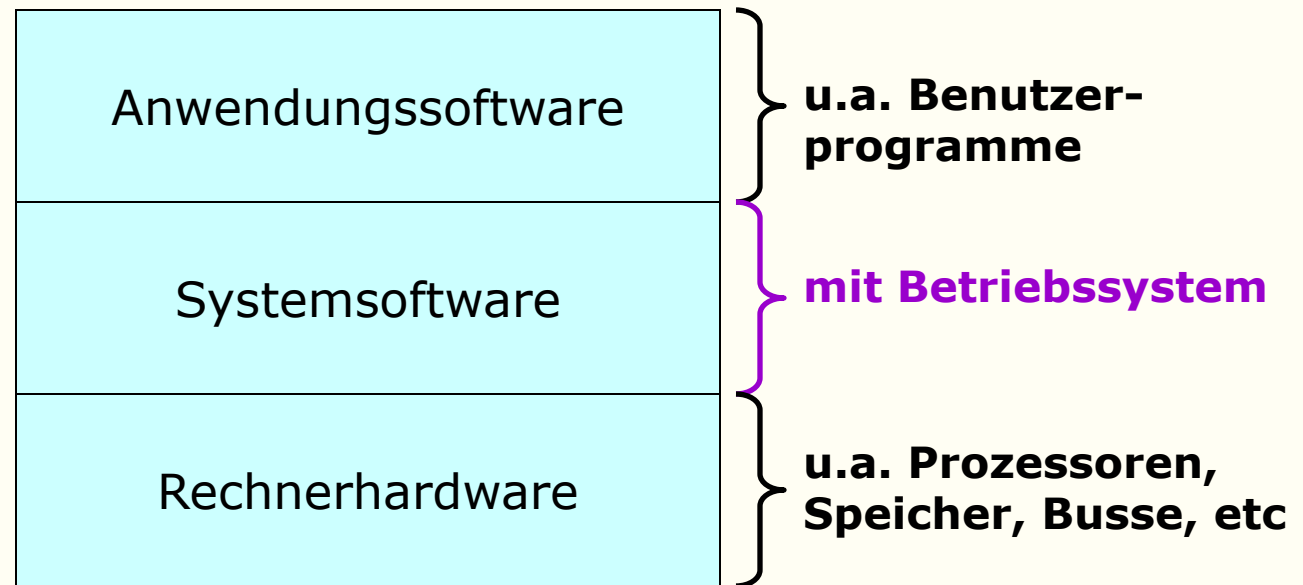 Anwendungssoftware
u.a. Benutzer-
programme
Systemsoftware
mit Betriebssystem
Rechnerhardware
u.a. Prozessoren,
Speicher, Busse, etc